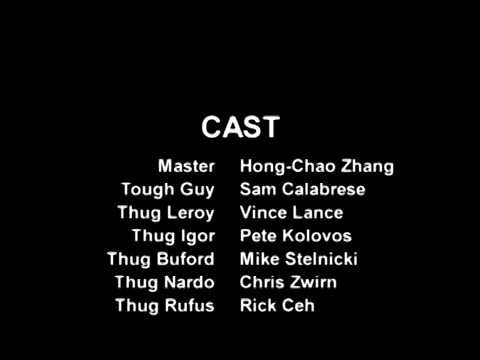 CAST
Master Hong-Chao Zhang
Tough Guy Sam Calabrese
Thug Leroy Vince Lance
Thug Igor Pete Kolovos
Thug Buford Mike Stelnicki
Thug Nardo Chris Zwirn
Thug Rufus Rick Ceh